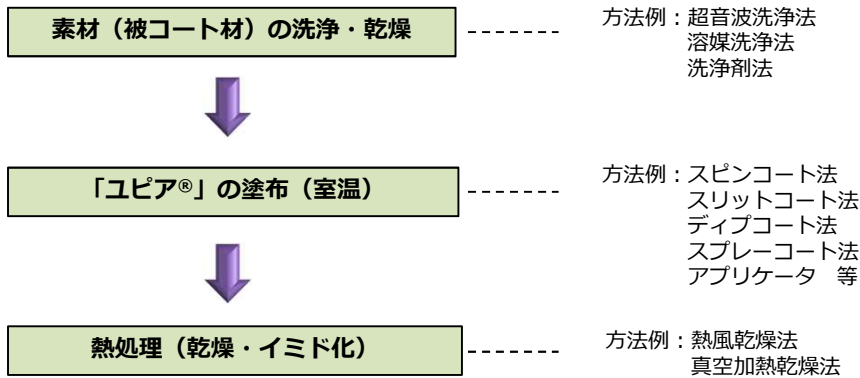 素材（被コート材）の洗浄・乾燥
方法例：超音波洗浄法
溶媒洗浄法
洗浄剤法
「ユピア®」の塗布（室温）
方法例：スピンコート法
スリットコート法
ディプコート法
スプレーコート法
アプリケータ　等
熱処理（乾燥・イミド化）
方法例：熱風乾燥法
真空加熱乾燥法